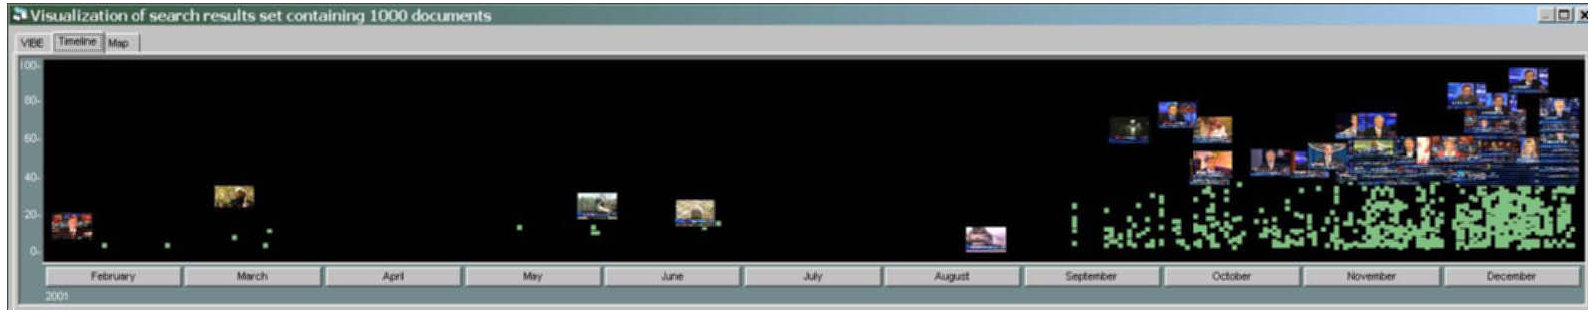 Visualization of search results set containing 1000 documents
VIBE Timeline Map
100-
80-
60-
40-
20-
0-
February March April May June July August September October November December
2001